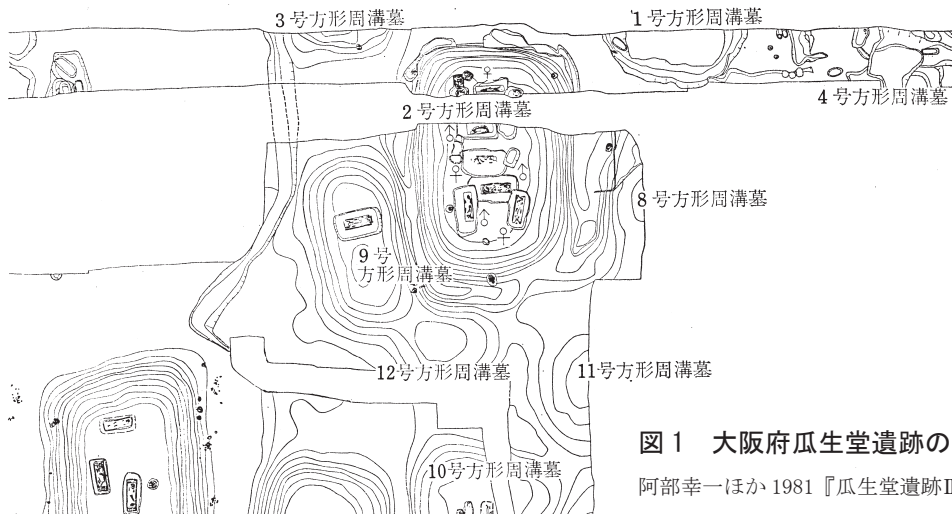 3号方形周溝墓
1号方形周溝墓
4号方形周溝墓
2号方形周溝墓
♀
♂
♀
♂
♂
♀
8号方形周溝墓
9号
方形周溝墓
12号方形周溝墓
11号方形周溝墓
10号方形周溝墓
図1 大阪府瓜生堂遺跡の
阿部幸一ほか 1981『瓜生堂遺跡Ⅱ